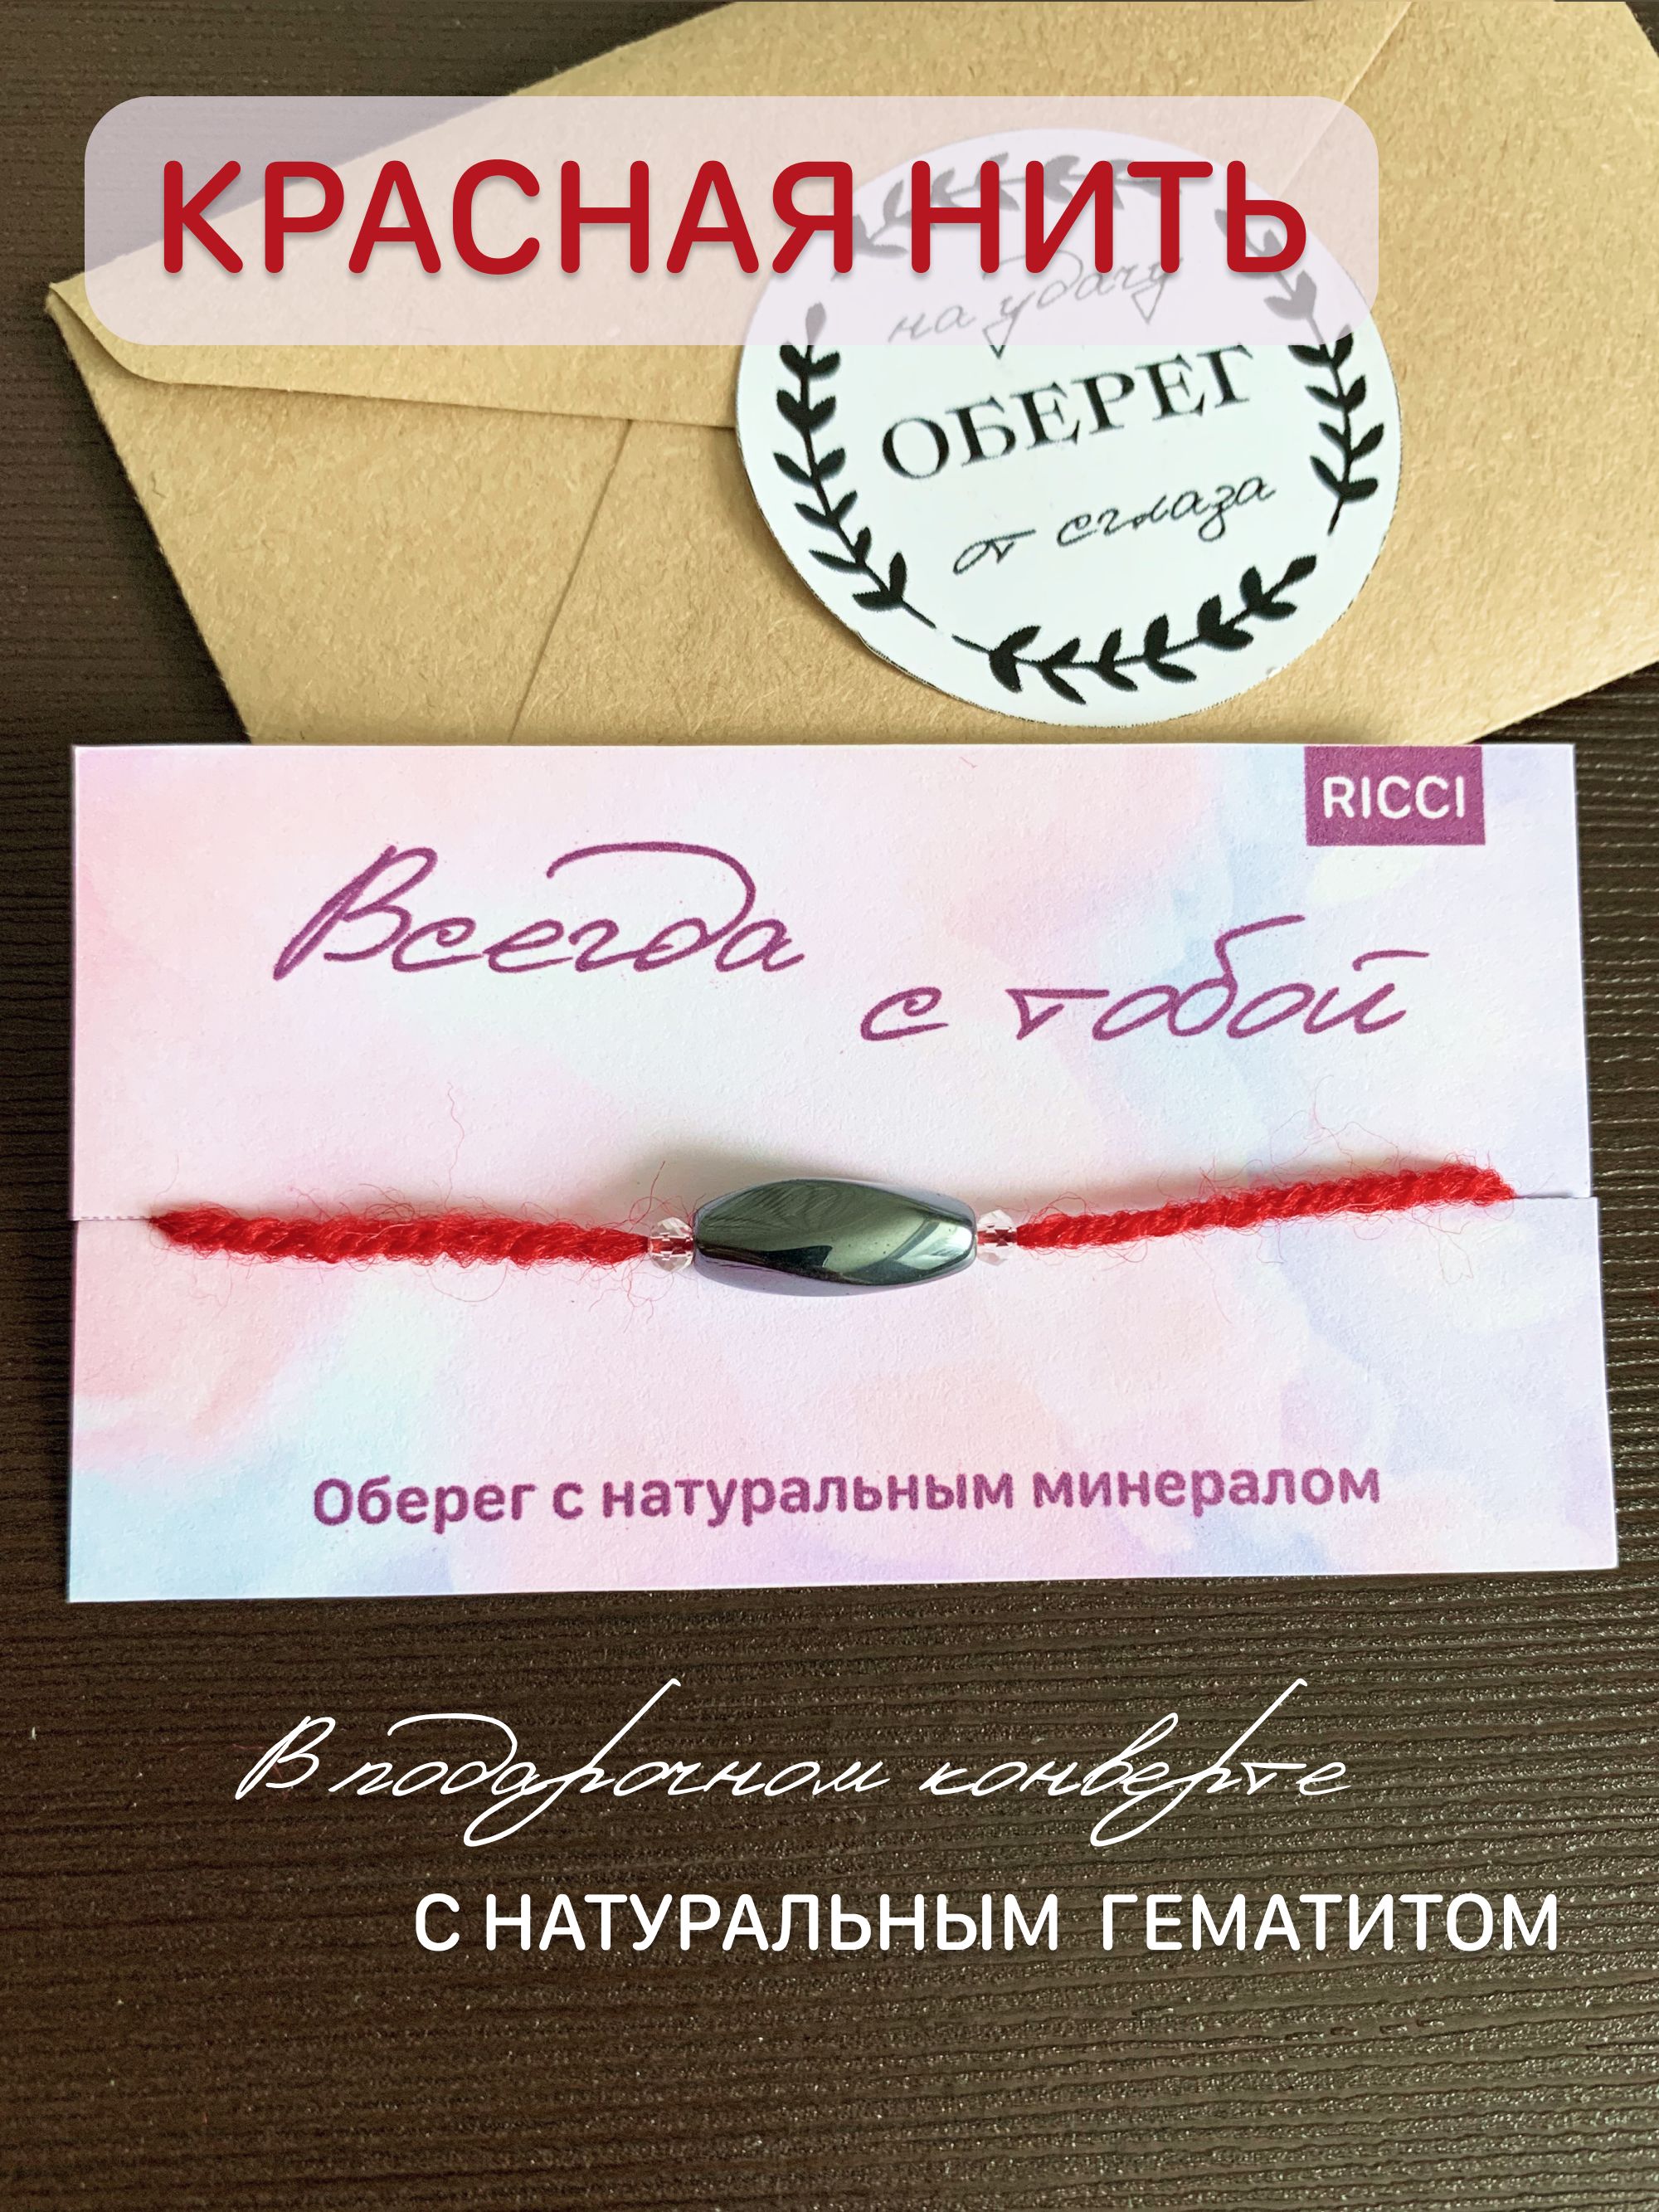 КРАСНАЯ НИТЬ
на удачу
ОБЕРЕГ
от сглаза
RICCI
Всегда
с тобой
Оберег с натуральным минералом
В подарочном конверте
С НАТУРАЛЬНЫМ ГЕМАТИТОМ